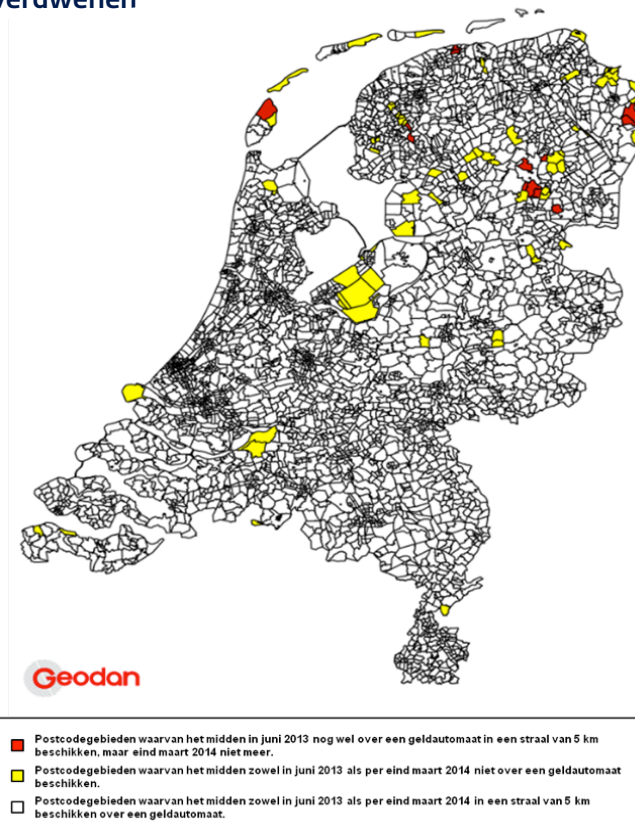 verdwenen
Geodan
Postcodegebieden waarvan het midden in juni 2013 nog wel over een geldautomaat in een straal van 5 km
beschikken, maar eind maart 2014 niet meer.
Postcodegebieden waarvan het midden zowel in juni 2013 als per eind maart 2014 niet over een geldautomaat
beschikken.
Postcodegebieden waarvan het midden zowel in juni 2013 als per eind maart 2014 in een straal van 5 km
beschikken over een geldautomaat.